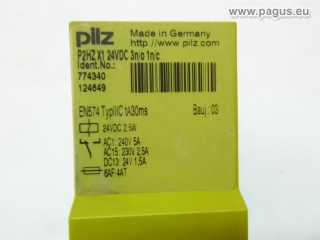 www.pagus.eu
pilz
Made in Germany
http://www.pilz.com
P2HZ X1 24VDC 3n/o 1n/c
Ident.No.:
774340
124649
EN574 TypIIIC tA30ms
Bauj.: 03
24VDC 2,5W
AC1: 240V 5A
AC15: 230V 2,5A
DC13: 24V 1,5A
6AF 4AT